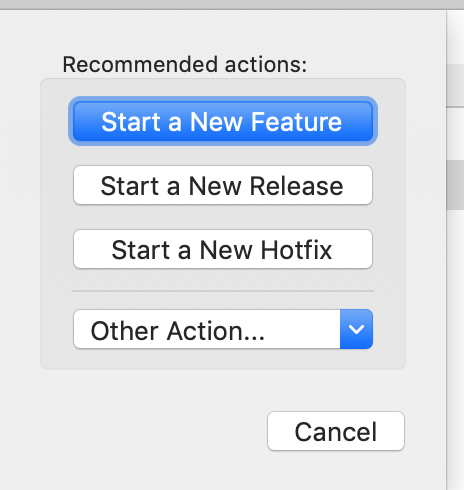 Recommended actions:
Start a New Feature
Start a New Release
Start a New Hotfix
Other Action...
Cancel